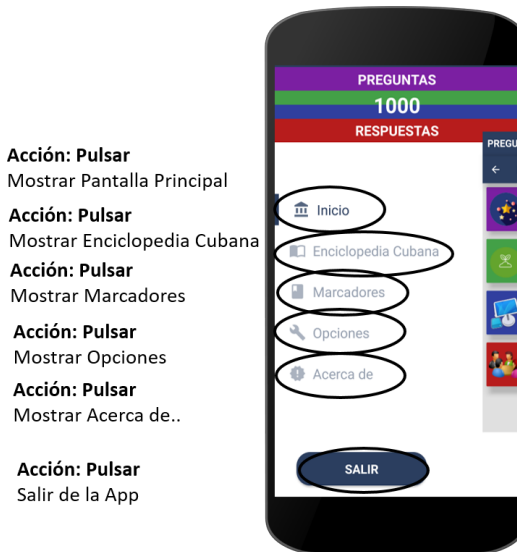 PREGUNTAS
1000
RESPUESTAS
PREGU
Acción: Pulsar
Mostrar Pantalla Principal
Inicio
Acción: Pulsar
Mostrar Enciclopedia Cubana
Enciclopedia Cubana
Acción: Pulsar
Mostrar Marcadores
Marcadores
Acción: Pulsar
Mostrar Opciones
Opciones
Acción: Pulsar
Mostrar Acerca de..
Acerca de
Acción: Pulsar
Salir de la App
SALIR